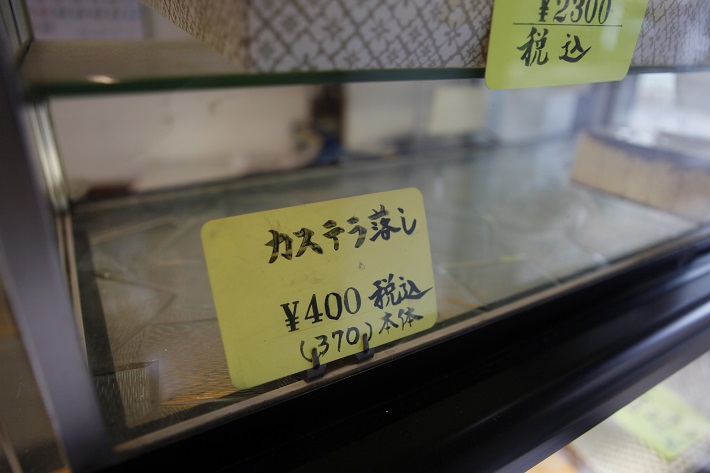 ¥2300
税込
カステラ落し
¥400 税込
(370)本体